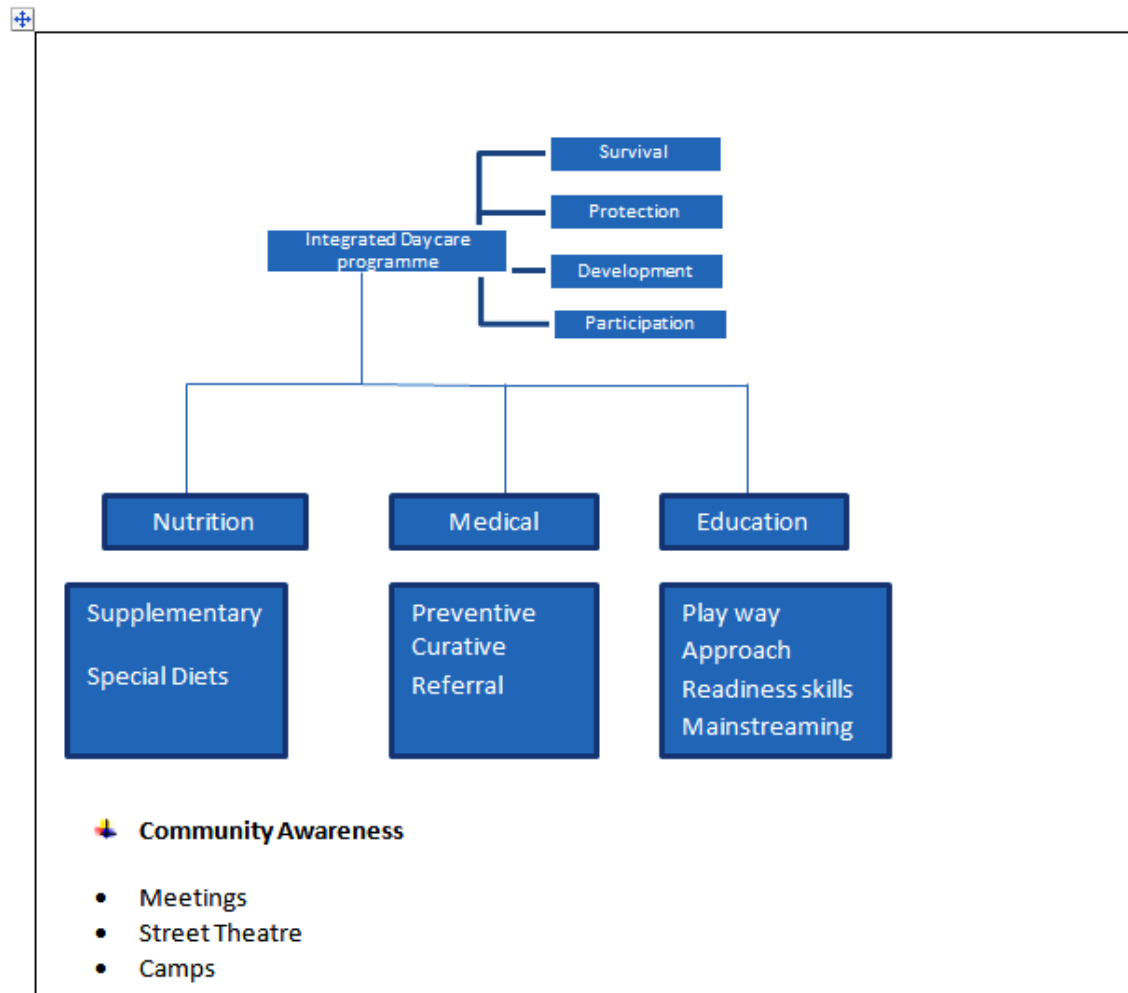 Survival
Protection
Integrated Daycare
programme
Development
Participation
Nutrition
Medical
Education
Supplementary
Special Diets
Preventive
Curative
Referral
Play way
Approach
Readiness skills
Mainstreaming
Community Awareness
• Meetings
• Street Theatre
• Camps